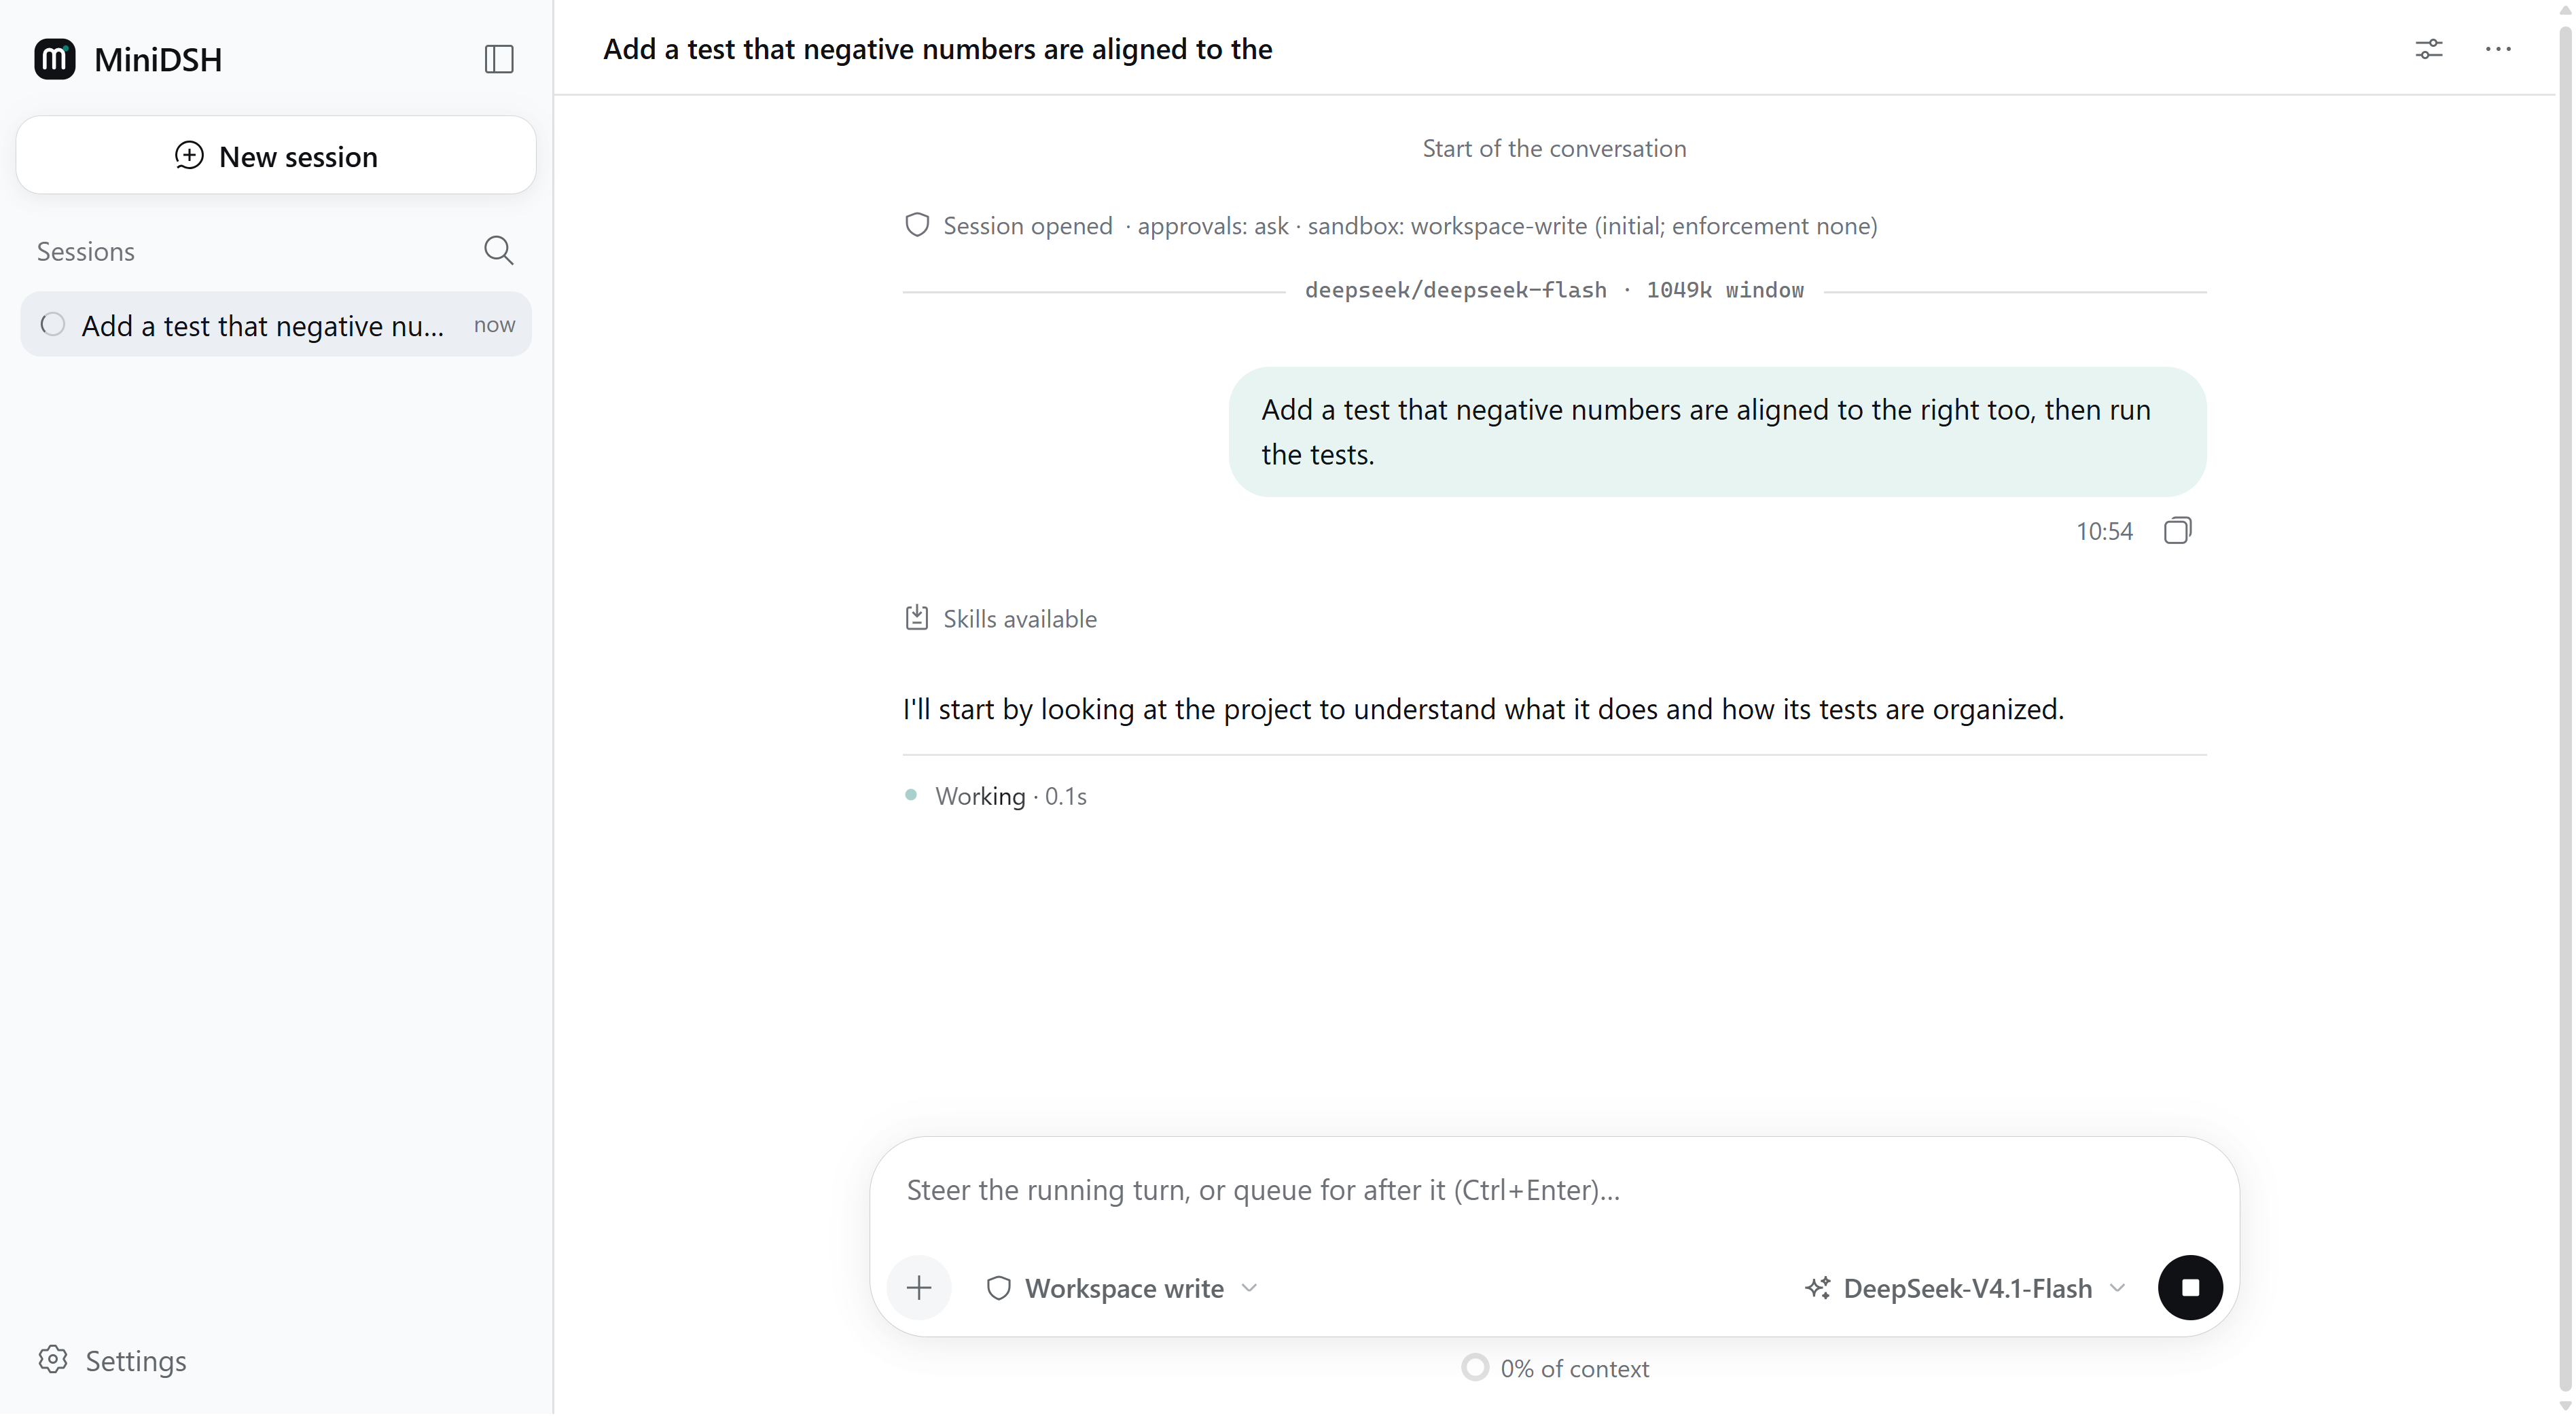 MiniDSH
New session
Sessions
Add a test that negative nu... now
Settings
Add a test that negative numbers are aligned to the
Start of the conversation
Session opened · approvals: ask · sandbox: workspace-write (initial; enforcement none)
deepseek/deepseek-flash · 1049k window
Add a test that negative numbers are aligned to the right too, then run
the tests.
10:54
Skills available
I'll start by looking at the project to understand what it does and how its tests are organized.
Working · 0.1s
Steer the running turn, or queue for after it (Ctrl+Enter)...
Workspace write
DeepSeek-V4.1-Flash
0% of context